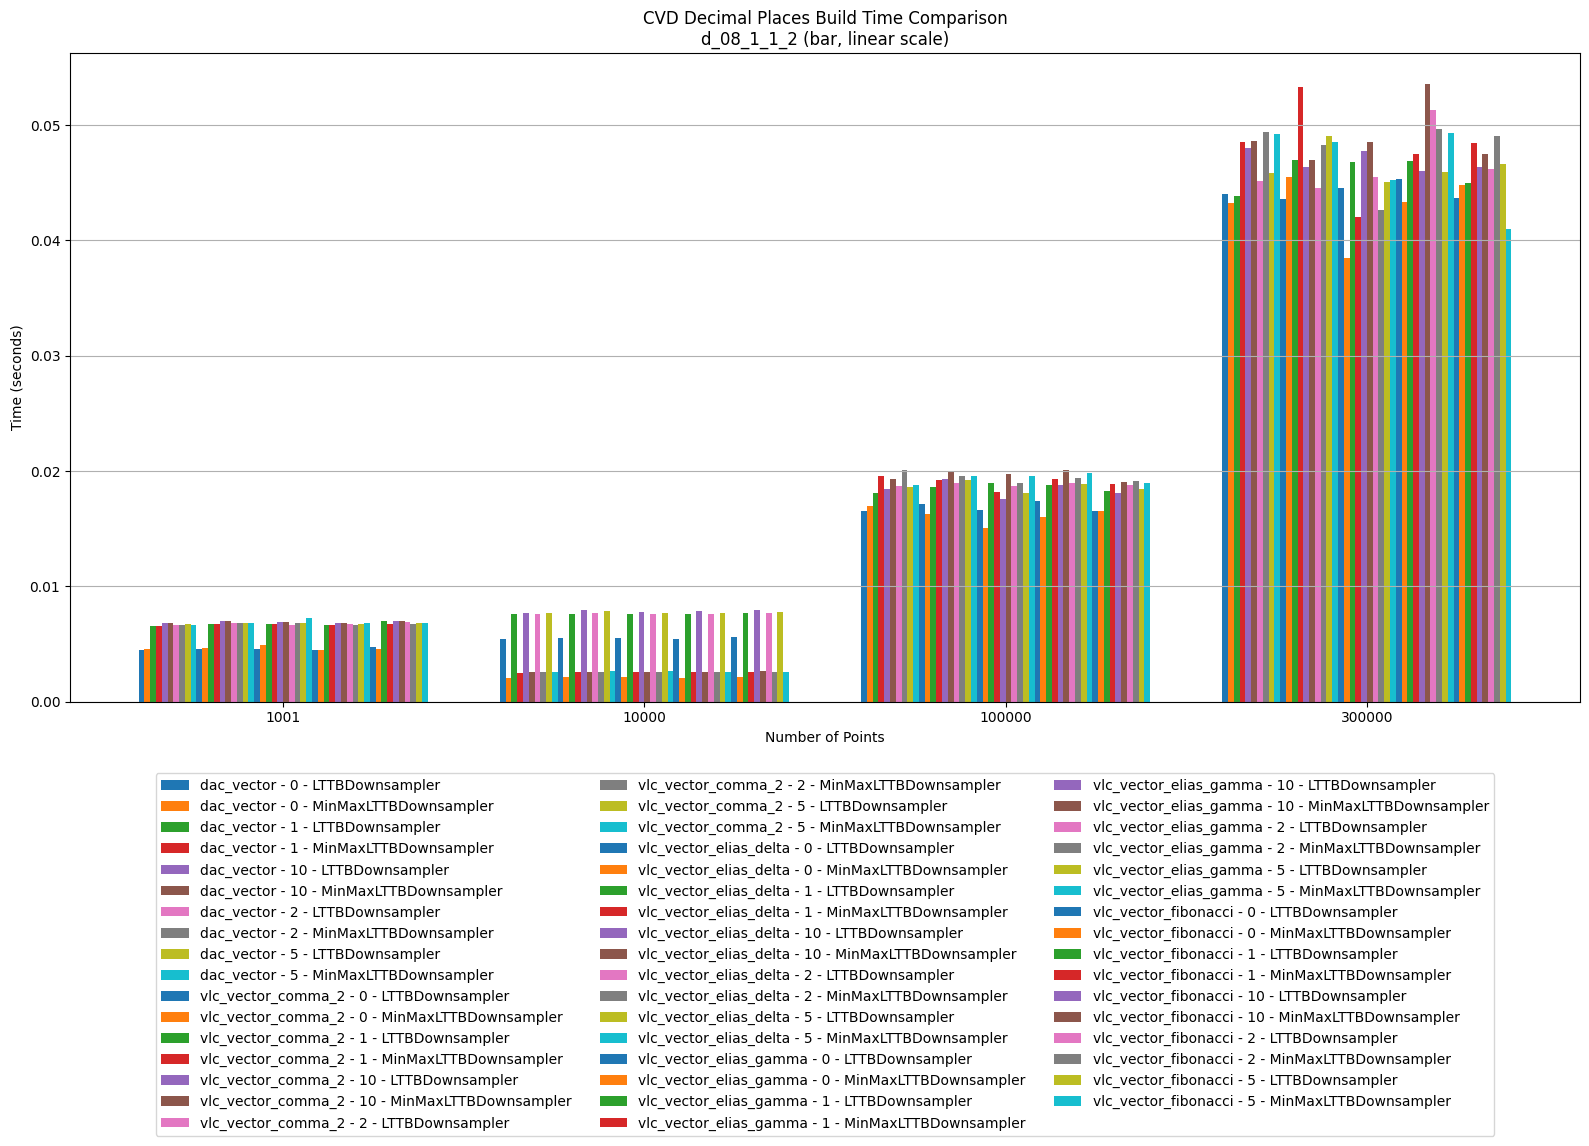 CVD Decimal Places Build Time Comparison
d_08_1_1_2 (bar, linear scale)
Time (seconds)
0.05
0.04
0.03
0.02
0.01
0.00
1001
10000
100000
300000
Number of Points
dac_vector - 0 - LTTBDownsampler
dac_vector - 0 - MinMaxLTTBDownsampler
dac_vector - 1 - LTTBDownsampler
dac_vector - 1 - MinMaxLTTBDownsampler
dac_vector - 10 - LTTBDownsampler
dac_vector - 10 - MinMaxLTTBDownsampler
dac_vector - 2 - LTTBDownsampler
dac_vector - 2 - MinMaxLTTBDownsampler
dac_vector - 5 - LTTBDownsampler
dac_vector - 5 - MinMaxLTTBDownsampler
vlc_vector_comma_2 - 0 - LTTBDownsampler
vlc_vector_comma_2 - 0 - MinMaxLTTBDownsampler
vlc_vector_comma_2 - 1 - LTTBDownsampler
vlc_vector_comma_2 - 1 - MinMaxLTTBDownsampler
vlc_vector_comma_2 - 10 - LTTBDownsampler
vlc_vector_comma_2 - 10 - MinMaxLTTBDownsampler
vlc_vector_comma_2 - 2 - LTTBDownsampler
vlc_vector_comma_2 - 2 - MinMaxLTTBDownsampler
vlc_vector_comma_2 - 5 - LTTBDownsampler
vlc_vector_comma_2 - 5 - MinMaxLTTBDownsampler
vlc_vector_elias_delta - 0 - LTTBDownsampler
vlc_vector_elias_delta - 0 - MinMaxLTTBDownsampler
vlc_vector_elias_delta - 1 - LTTBDownsampler
vlc_vector_elias_delta - 1 - MinMaxLTTBDownsampler
vlc_vector_elias_delta - 10 - LTTBDownsampler
vlc_vector_elias_delta - 10 - MinMaxLTTBDownsampler
vlc_vector_elias_delta - 2 - LTTBDownsampler
vlc_vector_elias_delta - 2 - MinMaxLTTBDownsampler
vlc_vector_elias_delta - 5 - LTTBDownsampler
vlc_vector_elias_delta - 5 - MinMaxLTTBDownsampler
vlc_vector_elias_gamma - 0 - LTTBDownsampler
vlc_vector_elias_gamma - 0 - MinMaxLTTBDownsampler
vlc_vector_elias_gamma - 1 - LTTBDownsampler
vlc_vector_elias_gamma - 1 - MinMaxLTTBDownsampler
vlc_vector_elias_gamma - 10 - LTTBDownsampler
vlc_vector_elias_gamma - 10 - MinMaxLTTBDownsampler
vlc_vector_elias_gamma - 2 - LTTBDownsampler
vlc_vector_elias_gamma - 2 - MinMaxLTTBDownsampler
vlc_vector_elias_gamma - 5 - LTTBDownsampler
vlc_vector_elias_gamma - 5 - MinMaxLTTBDownsampler
vlc_vector_fibonacci - 0 - LTTBDownsampler
vlc_vector_fibonacci - 0 - MinMaxLTTBDownsampler
vlc_vector_fibonacci - 1 - LTTBDownsampler
vlc_vector_fibonacci - 1 - MinMaxLTTBDownsampler
vlc_vector_fibonacci - 10 - LTTBDownsampler
vlc_vector_fibonacci - 10 - MinMaxLTTBDownsampler
vlc_vector_fibonacci - 2 - LTTBDownsampler
vlc_vector_fibonacci - 2 - MinMaxLTTBDownsampler
vlc_vector_fibonacci - 5 - LTTBDownsampler
vlc_vector_fibonacci - 5 - MinMaxLTTBDownsampler